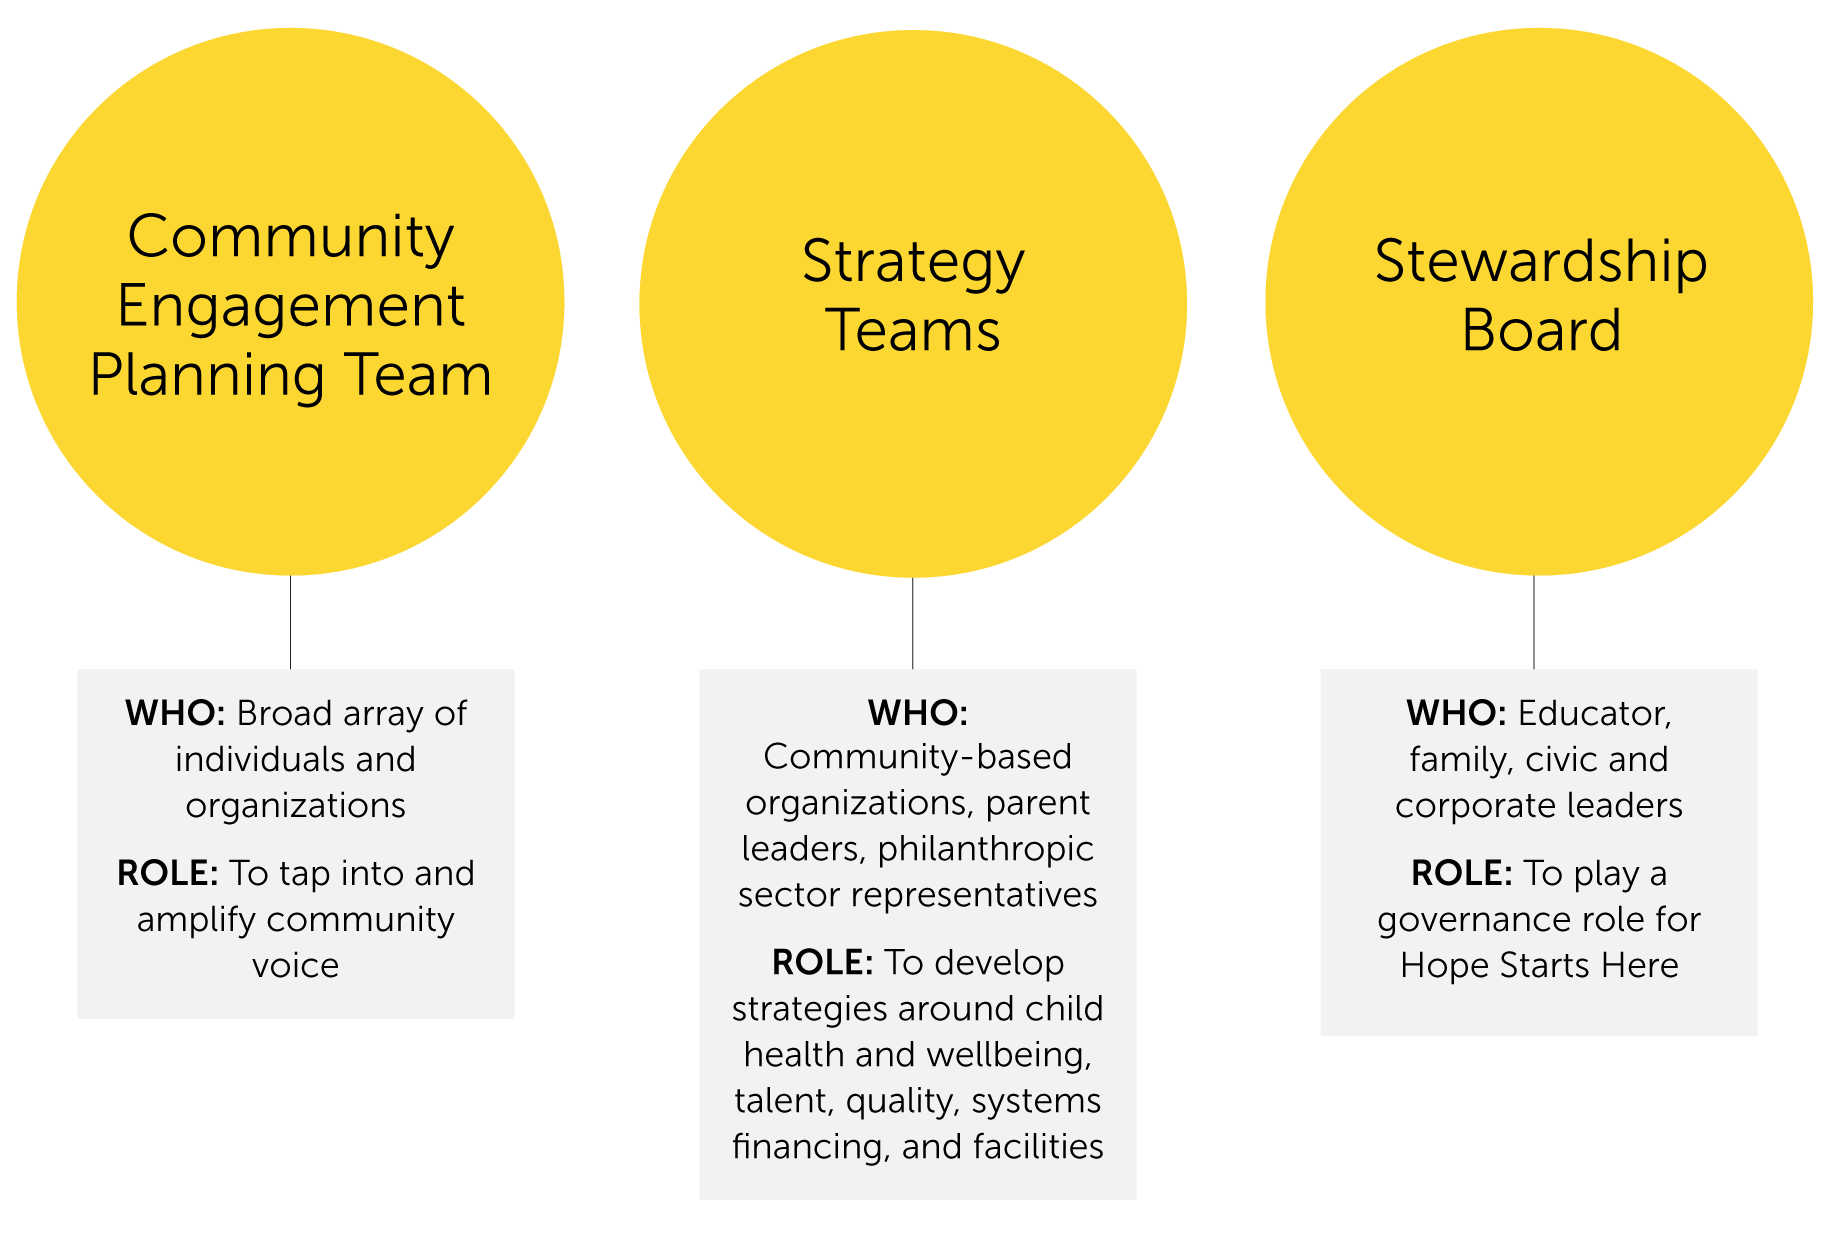 Community
Engagement
Planning Team
WHO: Broad array of
individuals and
organizations
ROLE: To tap into and
amplify community
voice
Strategy
Teams
WHO:
Community-based
organizations, parent
leaders, philanthropic
sector representatives
ROLE: To develop
strategies around child
health and wellbeing,
talent, quality, systems
financing, and facilities
Stewardship
Board
WHO: Educator,
family, civic and
corporate leaders
ROLE: To play a
governance role for
Hope Starts Here